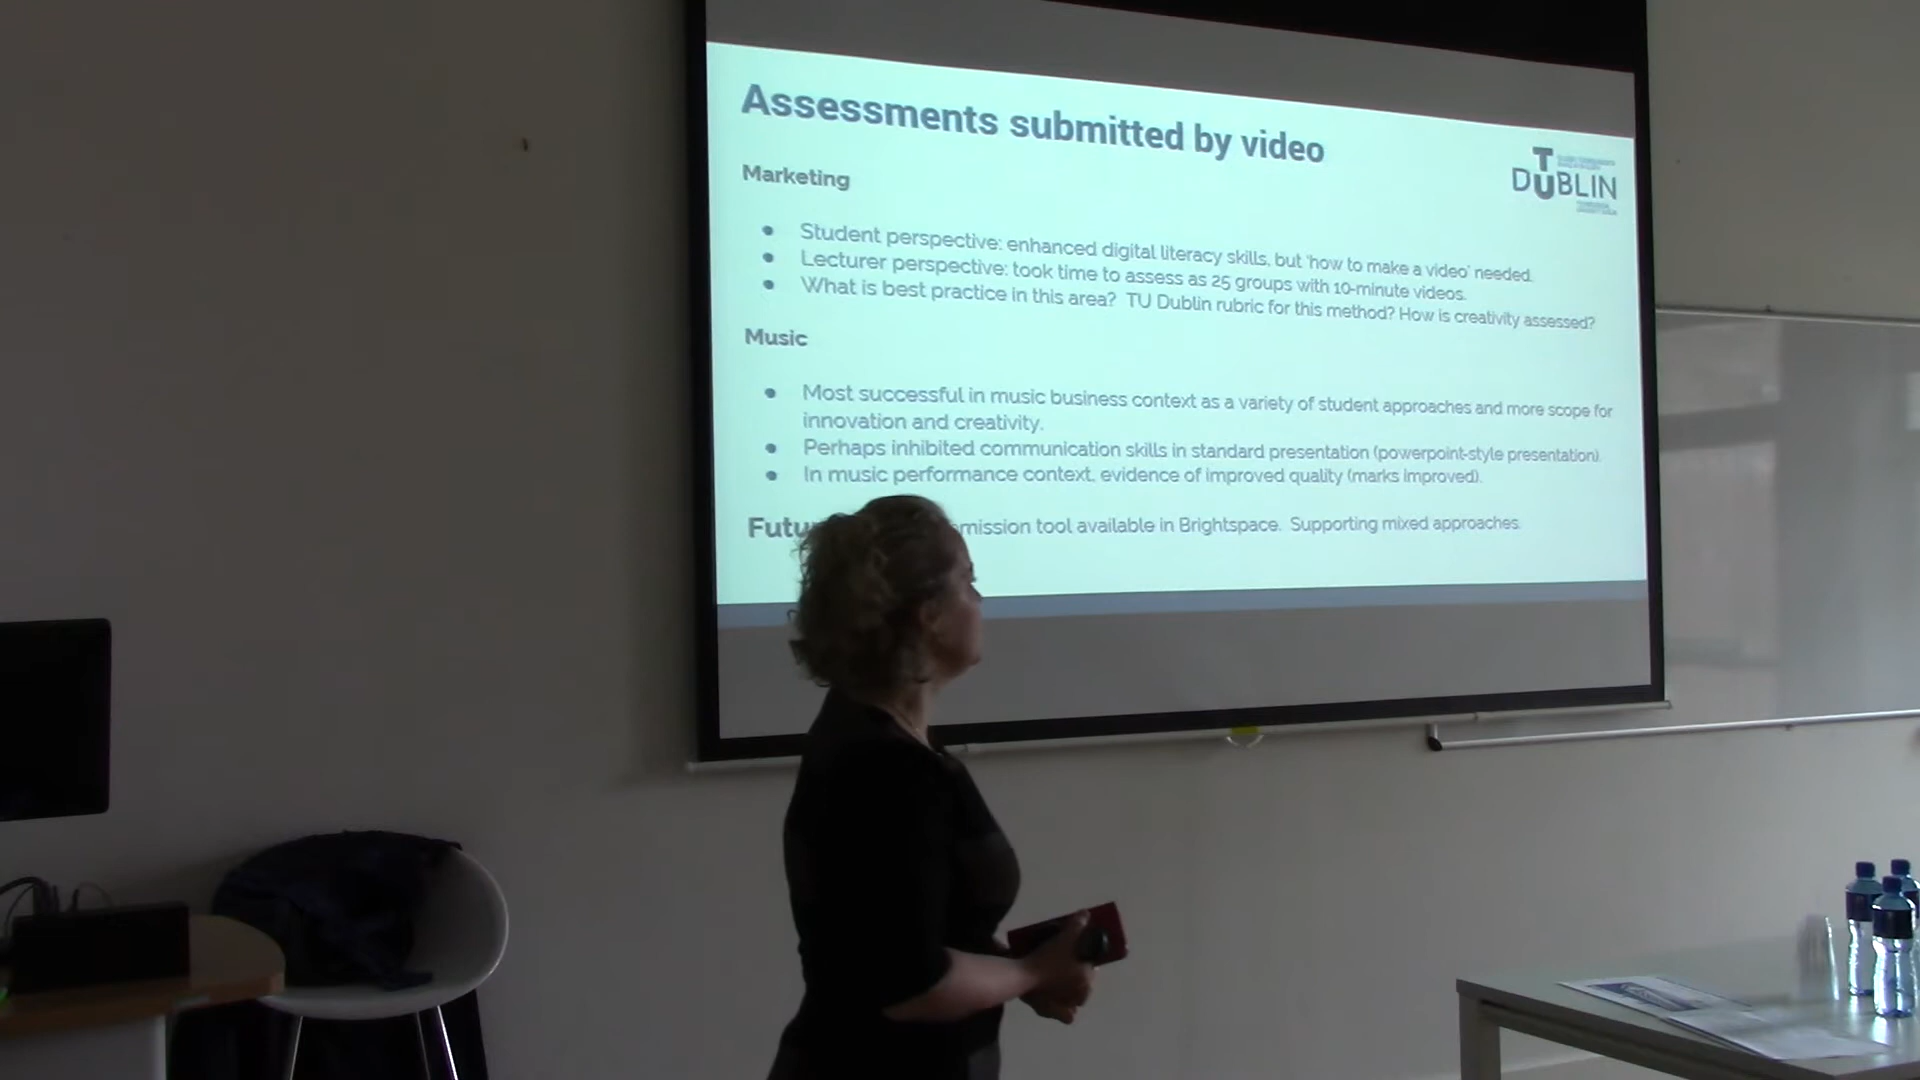 Assessments submitted by video
TU
DUBLIN
Marketing
● Student perspective: enhanced digital literacy skills, but 'how to make a video' needed.
● Lecturer perspective: took time to assess as 25 groups with 10-minute videos.
● What is best practice in this area? TU Dublin rubric for this method? How is creativity assessed?
Music
● Most successful in music business context as a variety of student approaches and more scope for
innovation and creativity.
● Perhaps inhibited communication skills in standard presentation (powerpoint-style presentation).
● In music performance context, evidence of improved quality (marks improved).
Futu mission tool available in Brightspace. Supporting mixed approaches.